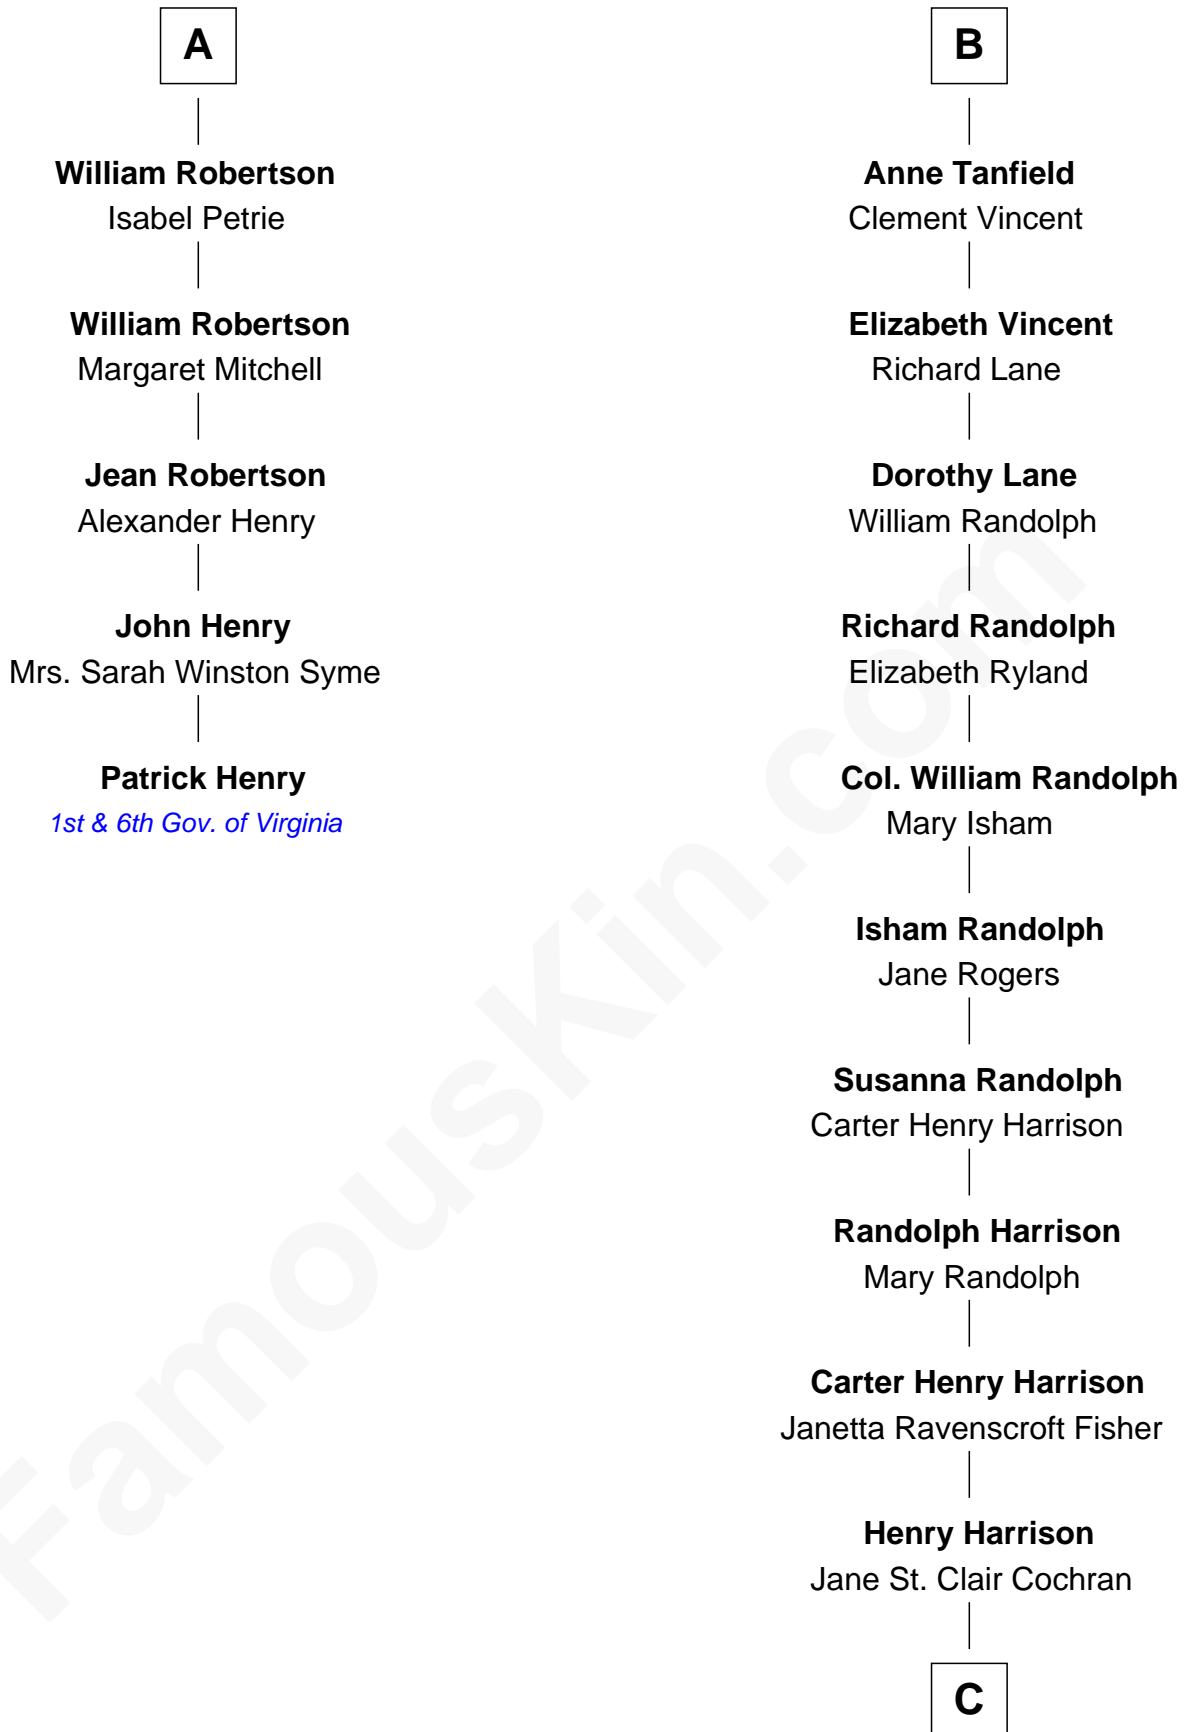 A
William Robertson
Isabel Petrie
William Robertson
Margaret Mitchell
Jean Robertson
Alexander Henry
John Henry
Mrs. Sarah Winston Syme
Patrick Henry
1st & 6th Gov. of Virginia
B
Anne Tanfield
Clement Vincent
Elizabeth Vincent
Richard Lane
Dorothy Lane
William Randolph
Richard Randolph
Elizabeth Ryland
Col. William Randolph
Mary Isham
Isham Randolph
Jane Rogers
Susanna Randolph
Carter Henry Harrison
Randolph Harrison
Mary Randolph
Carter Henry Harrison
Janetta Ravenscroft Fisher
Henry Harrison
Jane St. Clair Cochran
C
FamousKin.com